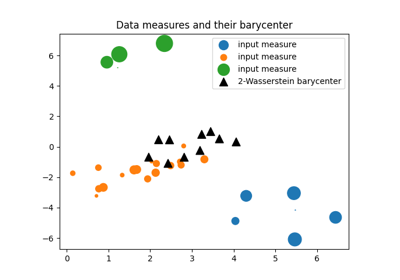 Data measures and their barycenter
input measure
input measure
input measure
2-Wasserstein barycenter
6
4
2
0
−2
−4
−6
0
1
2
3
4
5
6